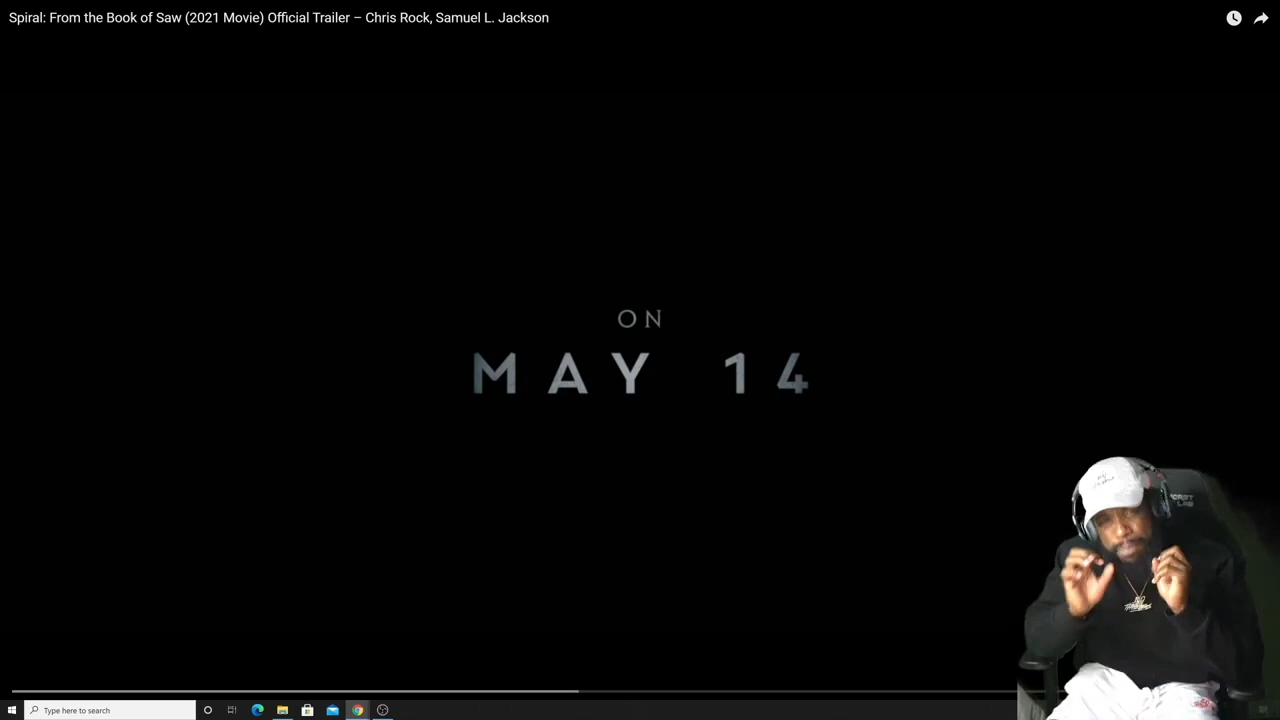 Spiral: From the Book of Saw (2021 Movie) Official Trailer – Chris Rock, Samuel L. Jackson
ON
MAY 14
Type here to search